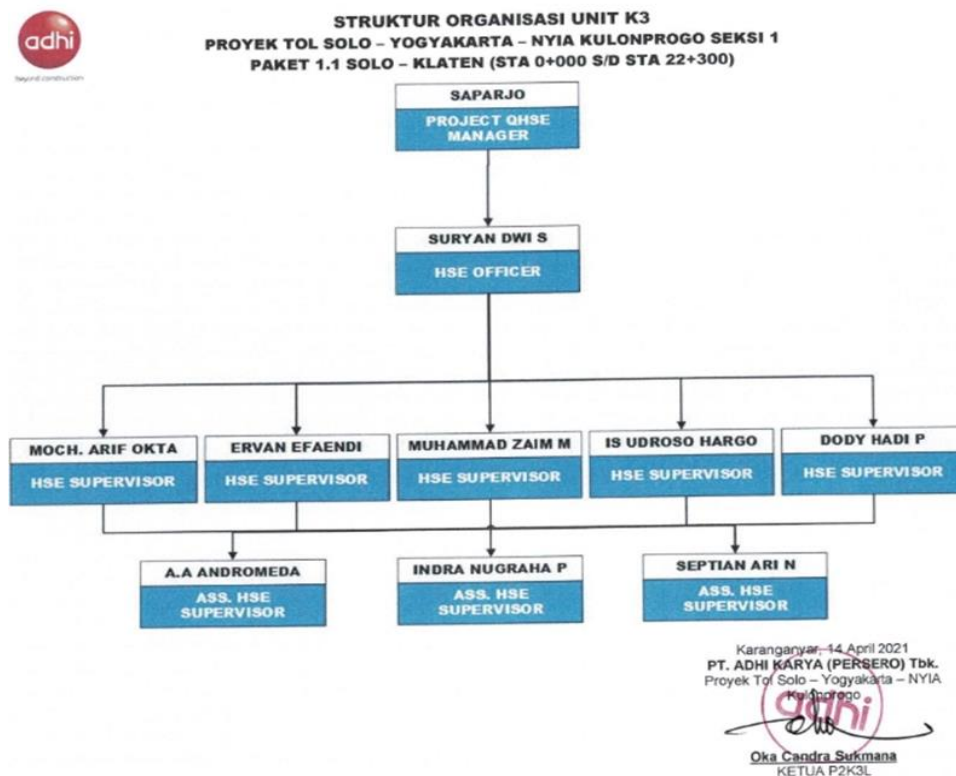 adhi
beyond construction
STRUKTUR ORGANISASI UNIT K3
PROYEK TOL SOLO – YOGYAKARTA – NYIA KULONPROGO SEKSI 1
PAKET 1.1 SOLO – KLATEN (STA 0+000 S/D STA 22+300)
SAPARJO
PROJECT QHSE
MANAGER
SURYAN DWI S
HSE OFFICER
MOCH. ARIF OKTA
HSE SUPERVISOR
ERVAN EFAENDI
HSE SUPERVISOR
MUHAMMAD ZAIM M
HSE SUPERVISOR
IS UDROSO HARGO
HSE SUPERVISOR
DODY HADI P
HSE SUPERVISOR
A.A ANDROMEDA
ASS. HSE
SUPERVISOR
INDRA NUGRAHA P
ASS. HSE
SUPERVISOR
SEPTIAN ARI N
ASS. HSE
SUPERVISOR
Karanganyar, 14 April 2021
PT. ADHI KARYA (PERSERO) Tbk.
Proyek Tol Solo – Yogyakarta – NYIA
Kulonprogo
adhi
Oka Candra Sukmana
KETUA P2K3L